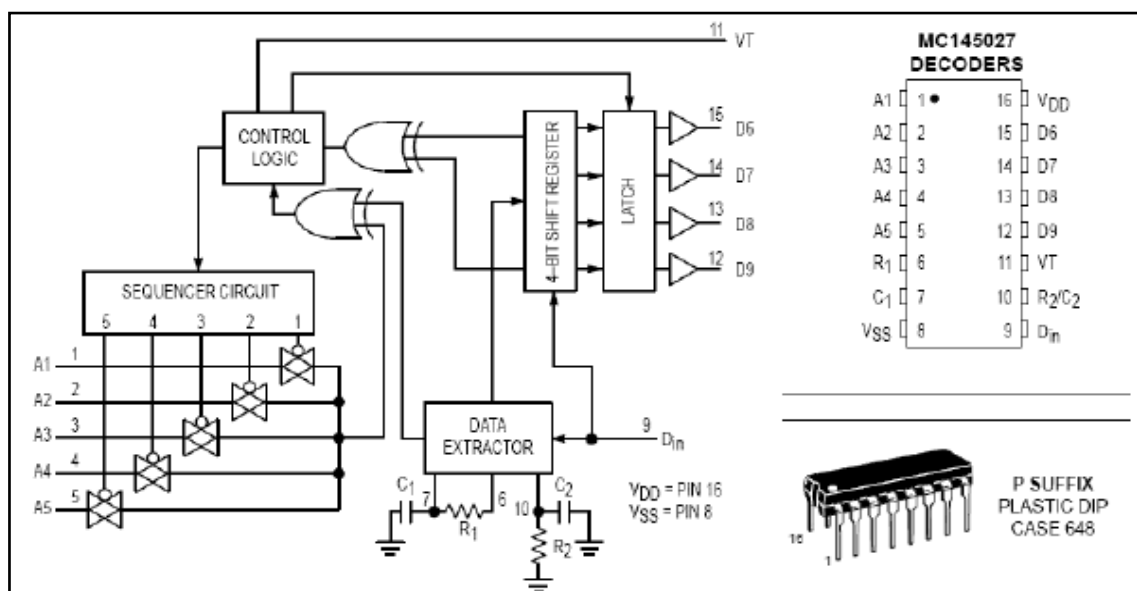 11 VT
CONTROL
LOGIC
4-BIT SHIFT REGISTER
LATCH
15 D6
14 D7
13 D8
12 D9
SEQUENCER CIRCUIT
5 4 3 2 1
A1 1
A2 2
A3 3
A4 4
A5 5
DATA
EXTRACTOR
9
Din
C1 7 R1 6 10 C2
R2
VDD = PIN 16
VSS = PIN 8
MC145027
DECODERS
A1 1 16 VDD
A2 2 15 D6
A3 3 14 D7
A4 4 13 D8
A5 5 12 D9
R1 6 11 VT
C1 7 10 R2/C2
VSS 8 9 Din
16
1
P SUFFIX
PLASTIC DIP
CASE 648